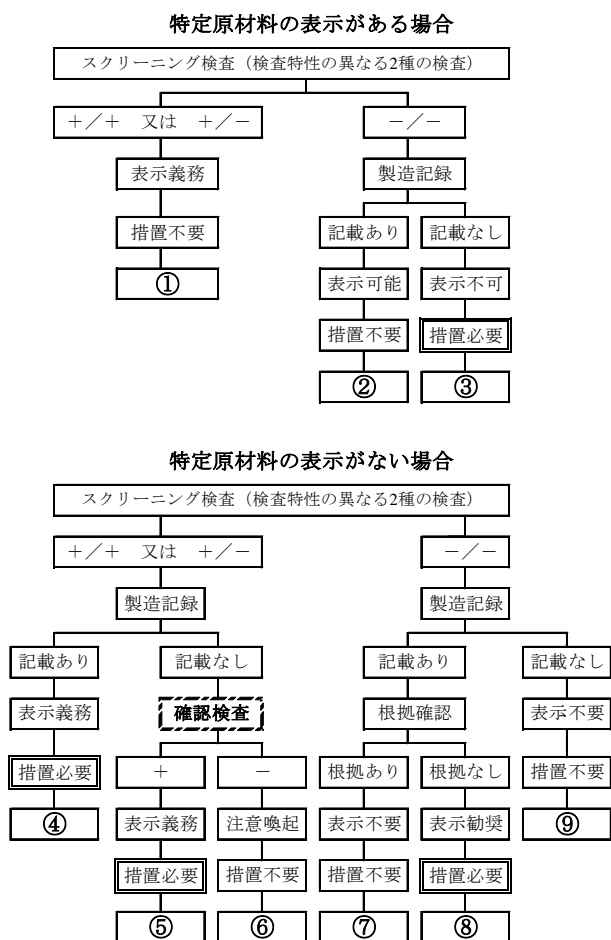 特定原材料の表示がある場合
スクリーニング検査（検査特性の異なる2種の検査）
＋／＋　又は　＋／－
－／－
表示義務
製造記録
措置不要
記載あり
記載なし
①
表示可能
表示不可
措置不要
措置必要
②
③
特定原材料の表示がない場合
スクリーニング検査（検査特性の異なる2種の検査）
＋／＋　又は　＋／－
－／－
製造記録
製造記録
記載あり
記載なし
記載あり
記載なし
表示義務
確認検査
根拠確認
表示不要
措置必要
＋
－
根拠あり
根拠なし
措置不要
④
表示義務
注意喚起
表示不要
表示勧奨
⑨
措置必要
措置不要
措置不要
措置必要
⑤
⑥
⑦
⑧